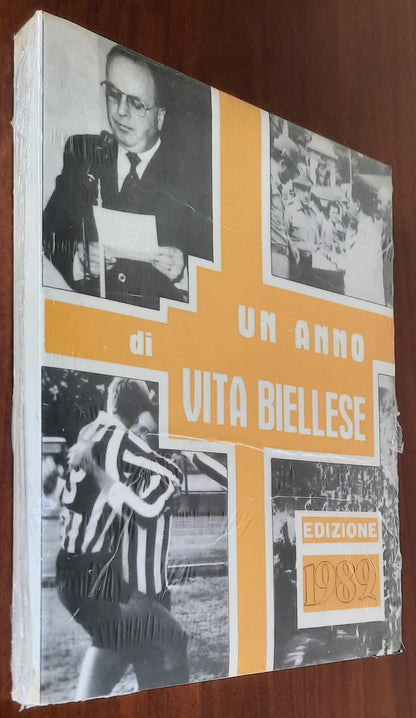 UN ANNO
di
VITA BIELLESE
EDIZIONE
1982